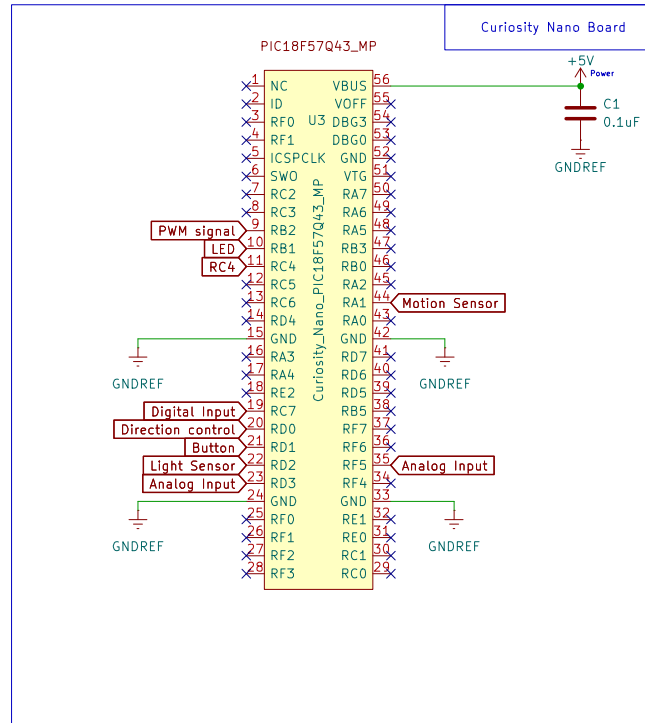 Curiosity Nano Board
PIC18F57Q43_MP
+5V
Power
C1
0.1uF
GNDREF
U3
Curiosity_Nano_PIC18F57Q43_MP
1 NC VBUS 56
2 ID VOFF 55
3 RF0 DBG3 54
4 RF1 DBG0 53
5 ICSPCLK GND 52
6 SWO VTG 51
7 RC2 RA7 50
8 RC3 RA6 49
PWM signal 9 RB2 RA5 48
LED 10 RB1 RB3 47
RC4 11 RC4 RB0 46
12 RC5 RA2 45
13 RC6 RA1 44 Motion Sensor
14 RD4 RA0 43
15 GND GND 42
16 RA3 RD7 41
GNDREF 17 RA4 RD6 40 GNDREF
18 RE2 RD5 39
Digital Input 19 RC7 RB5 38
Direction control 20 RD0 RF7 37
Button 21 RD1 RF6 36
Light Sensor 22 RD2 RF5 35 Analog Input
Analog Input 23 RD3 RF4 34
24 GND GND 33
25 RF0 RE1 32
26 RF1 RE0 31
GNDREF GNDREF
27 RF2 RC1 30
28 RF3 RC0 29